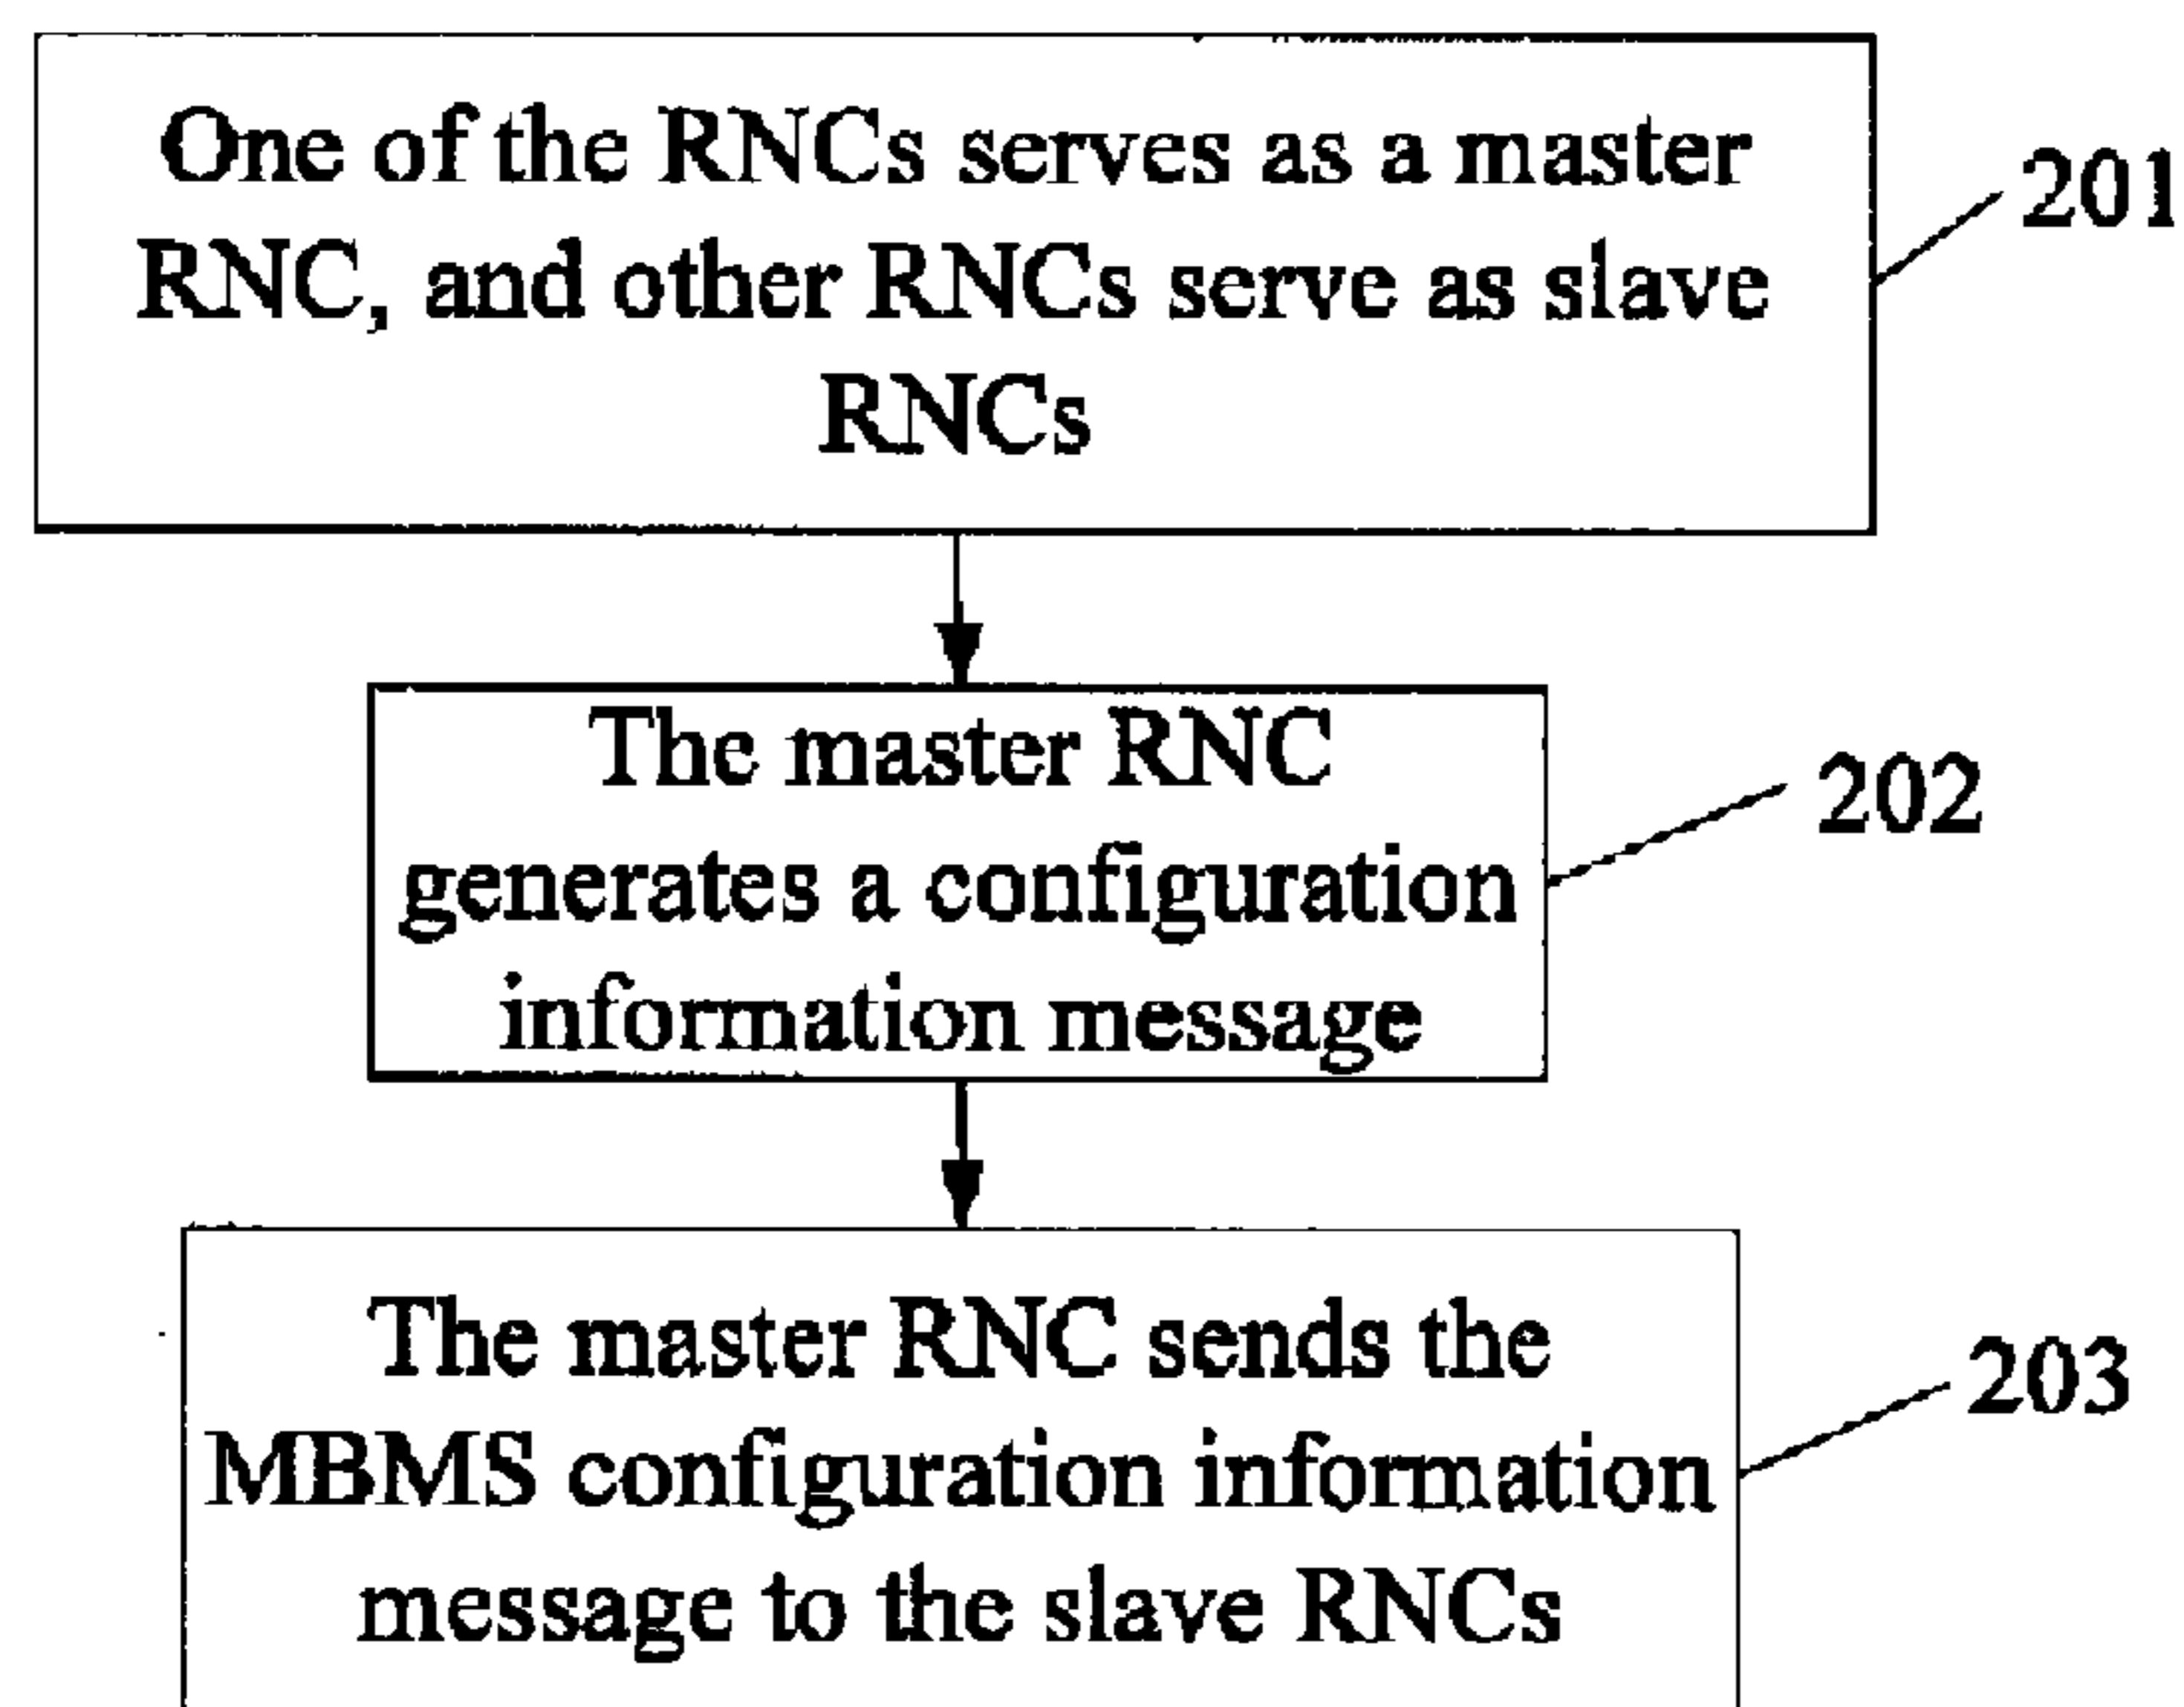 One of the RNCs serves as a master
RNC, and other RNCs serve as slave
RNCs
201
The master RNC
generates a configuration
information message
202
The master RNC sends the
MBMS configuration information
message to the slave RNCs
203